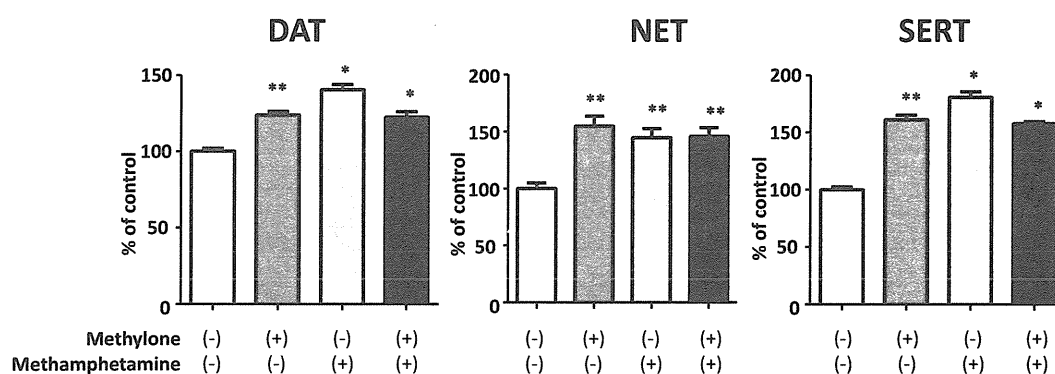 DAT NET SERT
150 100 50 0
% of control
** * *
200 150 100 50 0
% of control
** ** **
200 150 100 50 0
% of control
** * *
Methylone (-) (+) (-) (+) (-) (+) (-) (+) (-) (+) (-) (+)
Methamphetamine (-) (-) (+) (+) (-) (-) (+) (+) (-) (-) (+) (+)